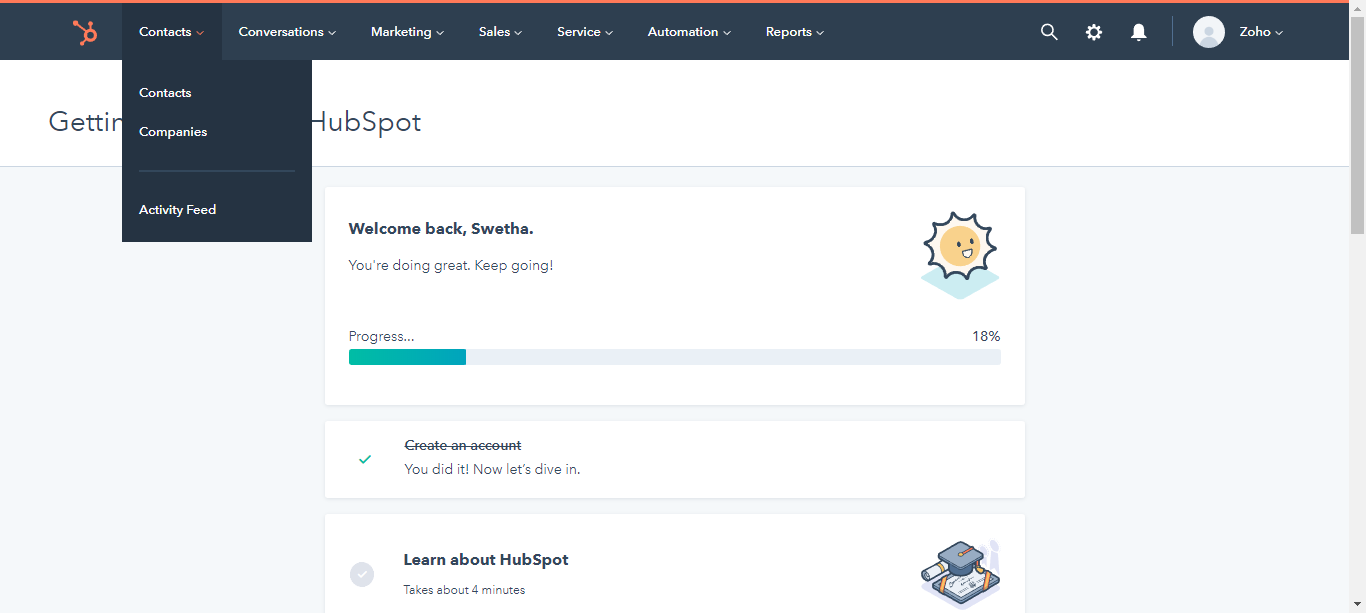 Contacts Conversations Marketing Sales Service Automation Reports Zoho
Contacts
Companies
Activity Feed
HubSpot
Welcome back, Swetha.
You're doing great. Keep going!
Progress... 18%
Create an account
You did it! Now let's dive in.
Learn about HubSpot
Takes about 4 minutes